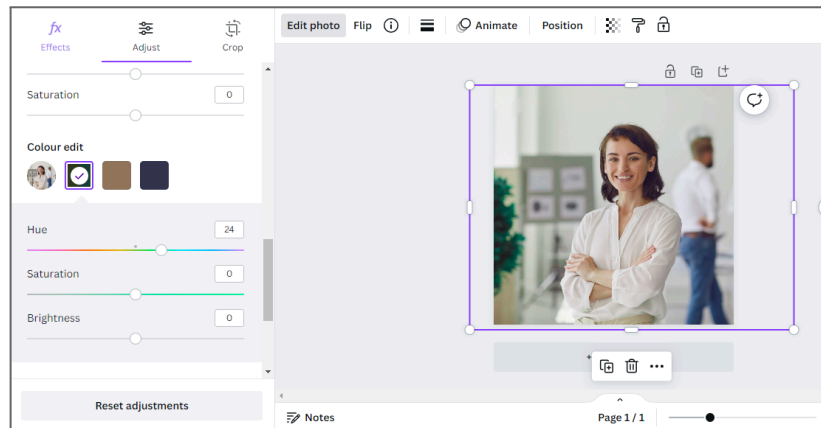 Edit photo Flip Animate Position
fx
Effects Adjust Crop
Saturation 0
Colour edit
Hue 24
Saturation 0
Brightness 0
Reset adjustments
Notes Page 1 / 1